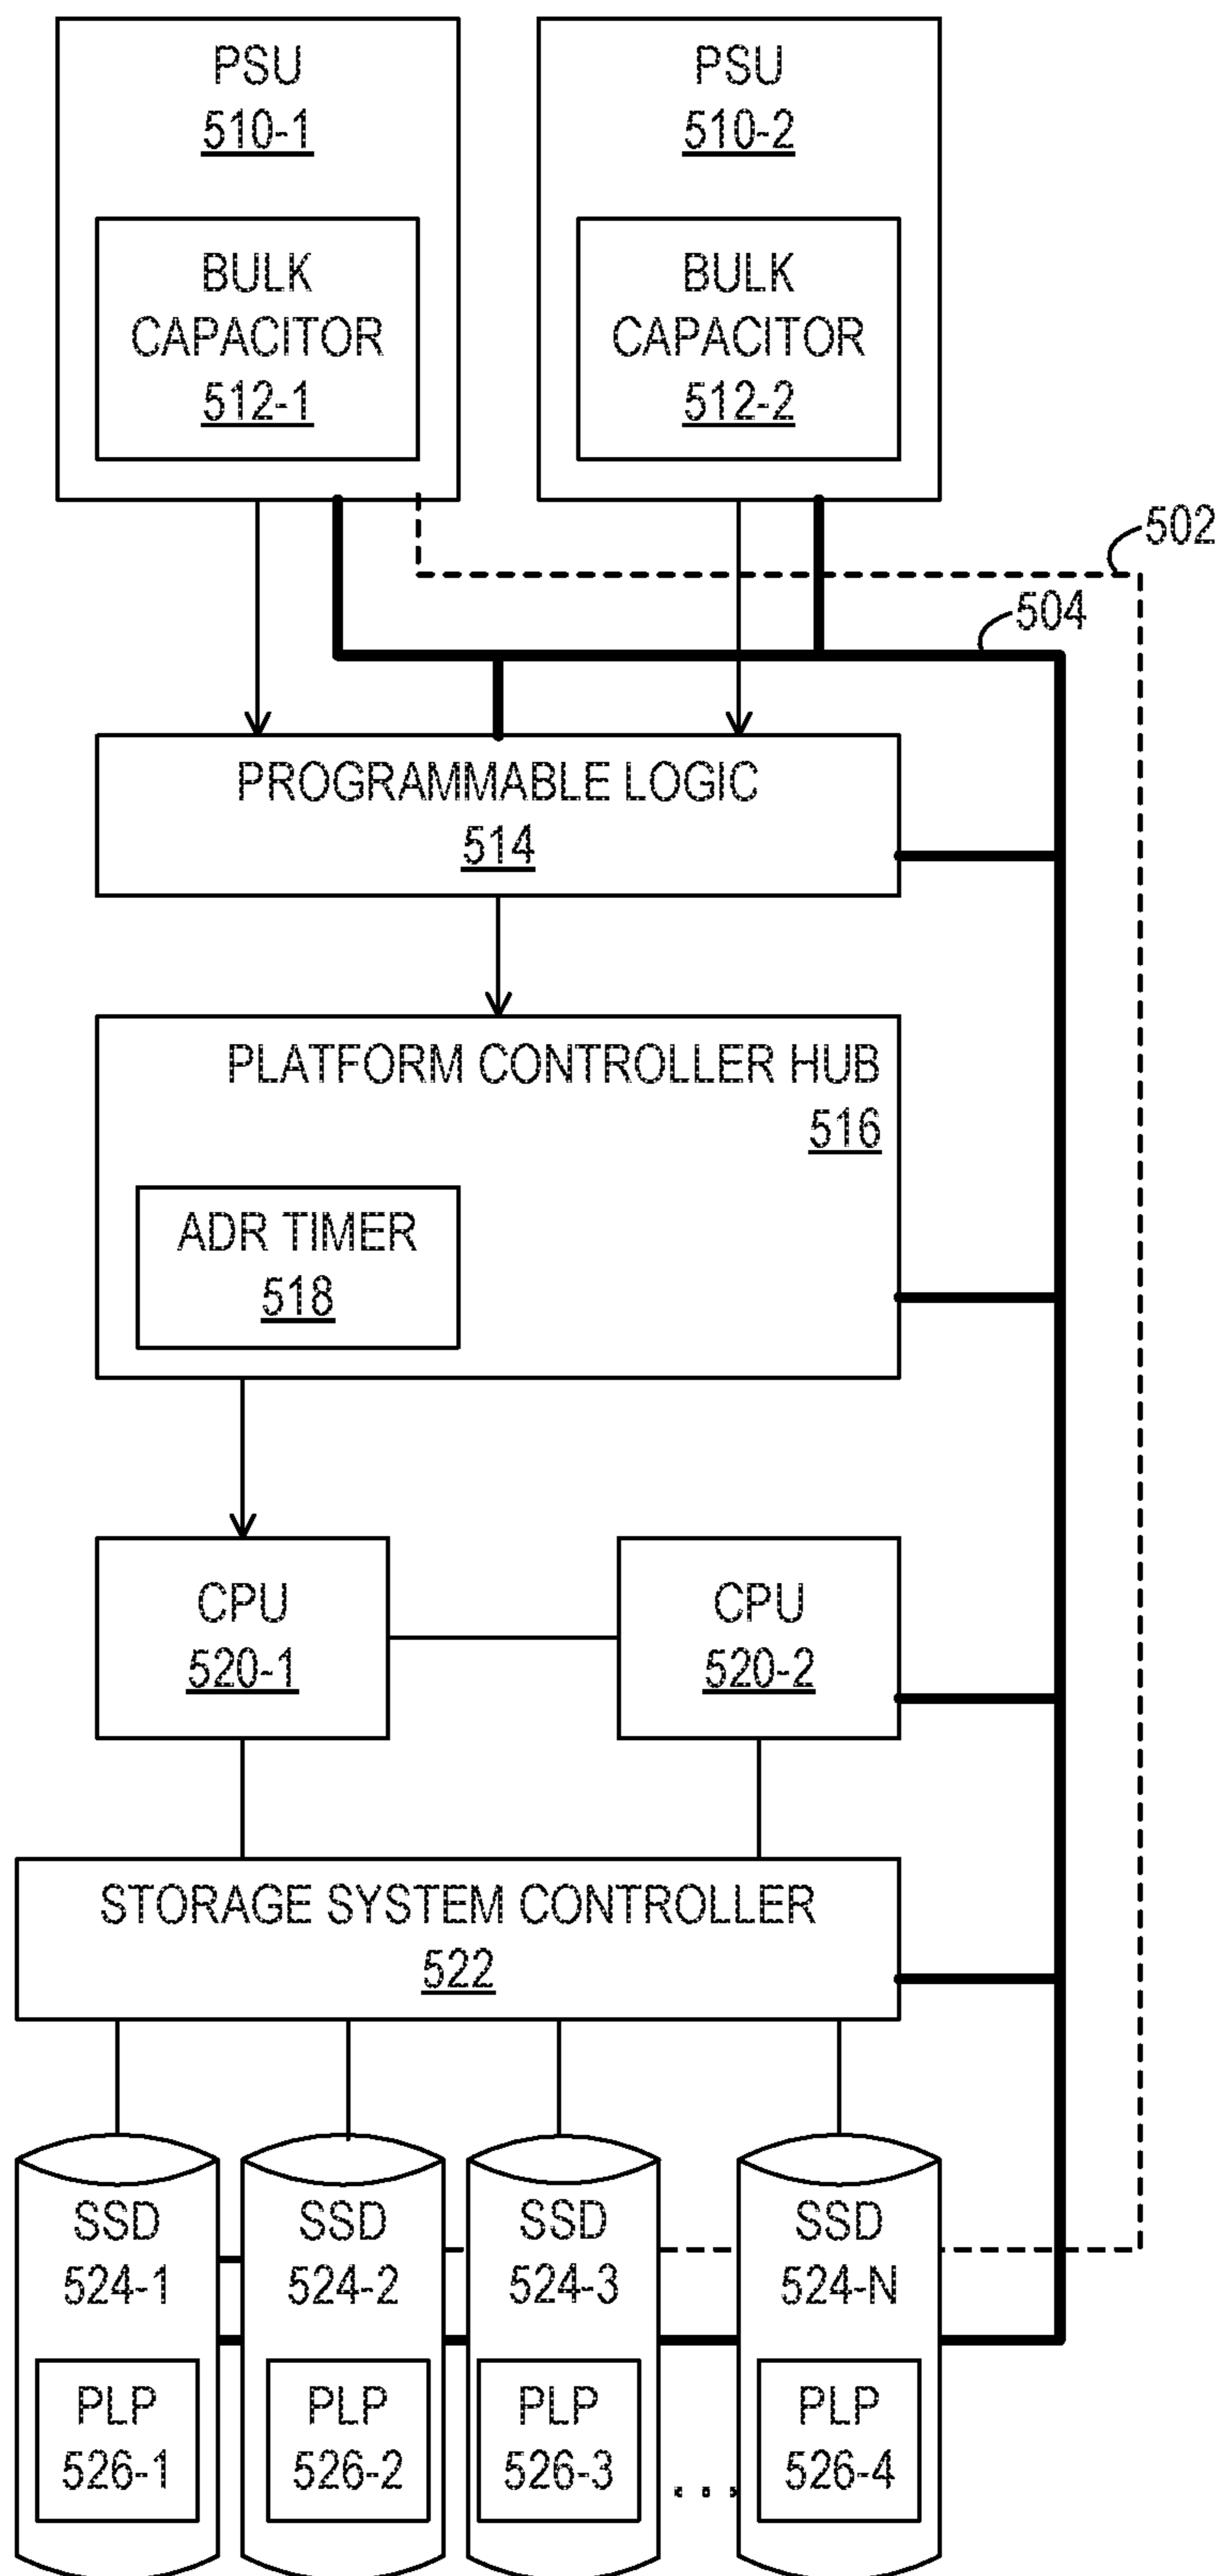 PSU
510-1
BULK
CAPACITOR
512-1
PSU
510-2
BULK
CAPACITOR
512-2
502
504
PROGRAMMABLE LOGIC
514
PLATFORM CONTROLLER HUB
516
ADR TIMER
518
CPU
520-1
CPU
520-2
STORAGE SYSTEM CONTROLLER
522
SSD
524-1
PLP
526-1
SSD
524-2
PLP
526-2
SSD
524-3
PLP
526-3
...
SSD
524-N
PLP
526-4